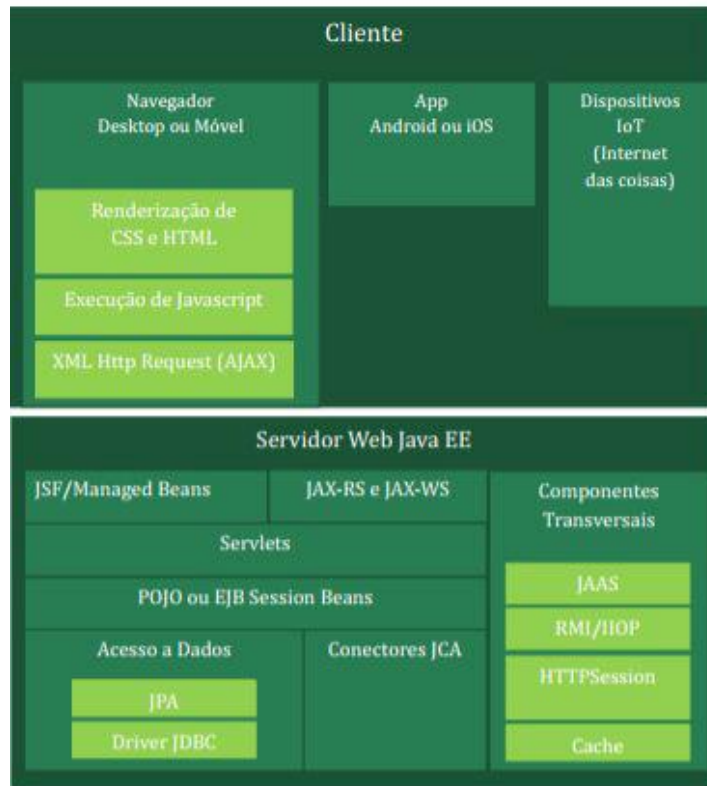 Cliente
Navegador
Desktop ou Móvel
Renderização de
CSS e HTML
Execução de Javascript
XML Http Request (AJAX)
App
Android ou iOS
Dispositivos
IoT
(Internet
das coisas)
Servidor Web Java EE
JSF/Managed Beans
JAX-RS e JAX-WS
Servlets
POJO ou EJB Session Beans
Acesso a Dados
JPA
Driver JDBC
Conectores JCA
Componentes
Transversais
JAAS
RMI/IIOP
HTTPSession
Cache